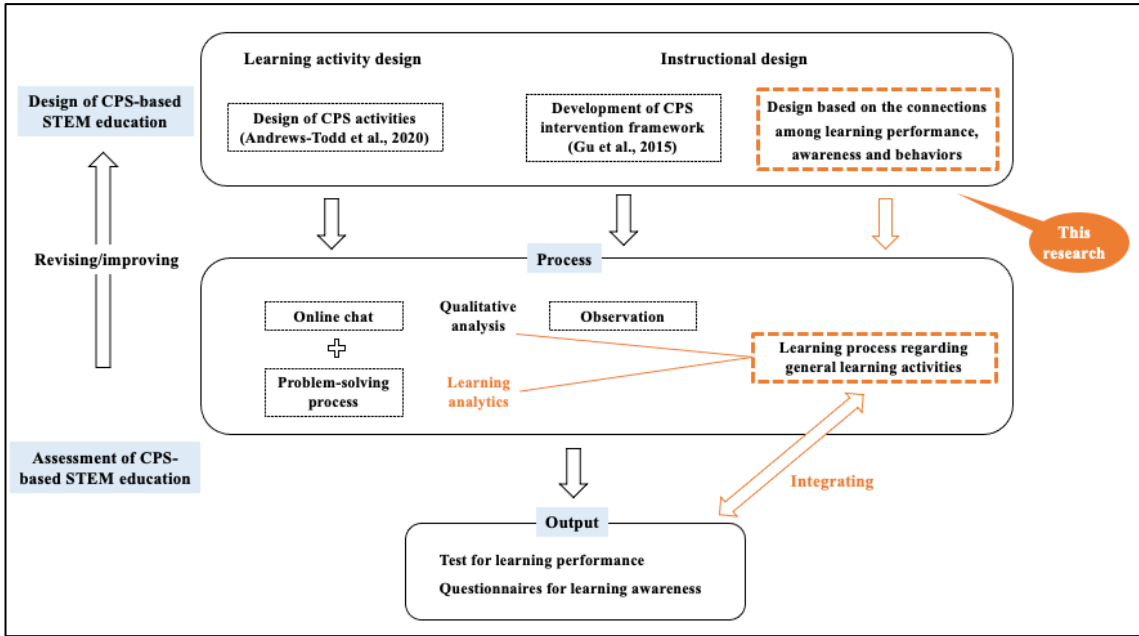 Learning activity design
Instructional design
Design of CPS-based
STEM education
Design of CPS activities
(Andrews-Todd et al., 2020)
Development of CPS
intervention framework
(Gu et al., 2015)
Design based on the connections
among learning performance,
awareness and behaviors
Revising/improving
This
research
Process
Online chat
Problem-solving
process
Qualitative
analysis
Observation
Learning
analytics
Learning process regarding
general learning activities
Assessment of CPS-
based STEM education
Integrating
Output
Test for learning performance
Questionnaires for learning awareness